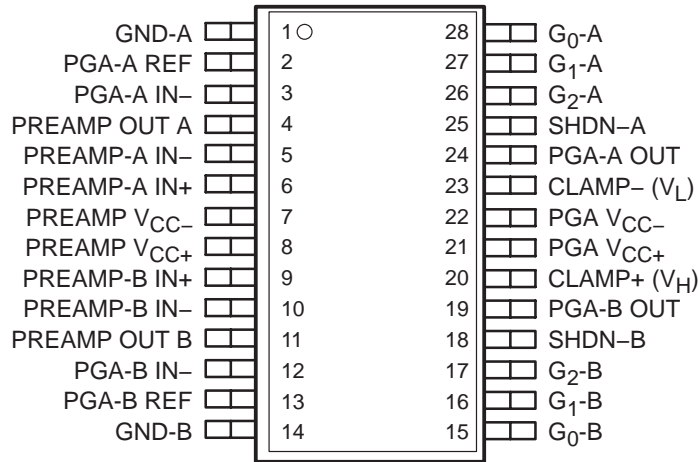 GND-A 1 28 G0-A
PGA-A REF 2 27 G1-A
PGA-A IN− 3 26 G2-A
PREAMP OUT A 4 25 SHDN−A
PREAMP-A IN− 5 24 PGA-A OUT
PREAMP-A IN+ 6 23 CLAMP− (VL)
PREAMP VCC− 7 22 PGA VCC−
PREAMP VCC+ 8 21 PGA VCC+
PREAMP-B IN+ 9 20 CLAMP+ (VH)
PREAMP-B IN− 10 19 PGA-B OUT
PREAMP OUT B 11 18 SHDN−B
PGA-B IN− 12 17 G2-B
PGA-B REF 13 16 G1-B
GND-B 14 15 G0-B